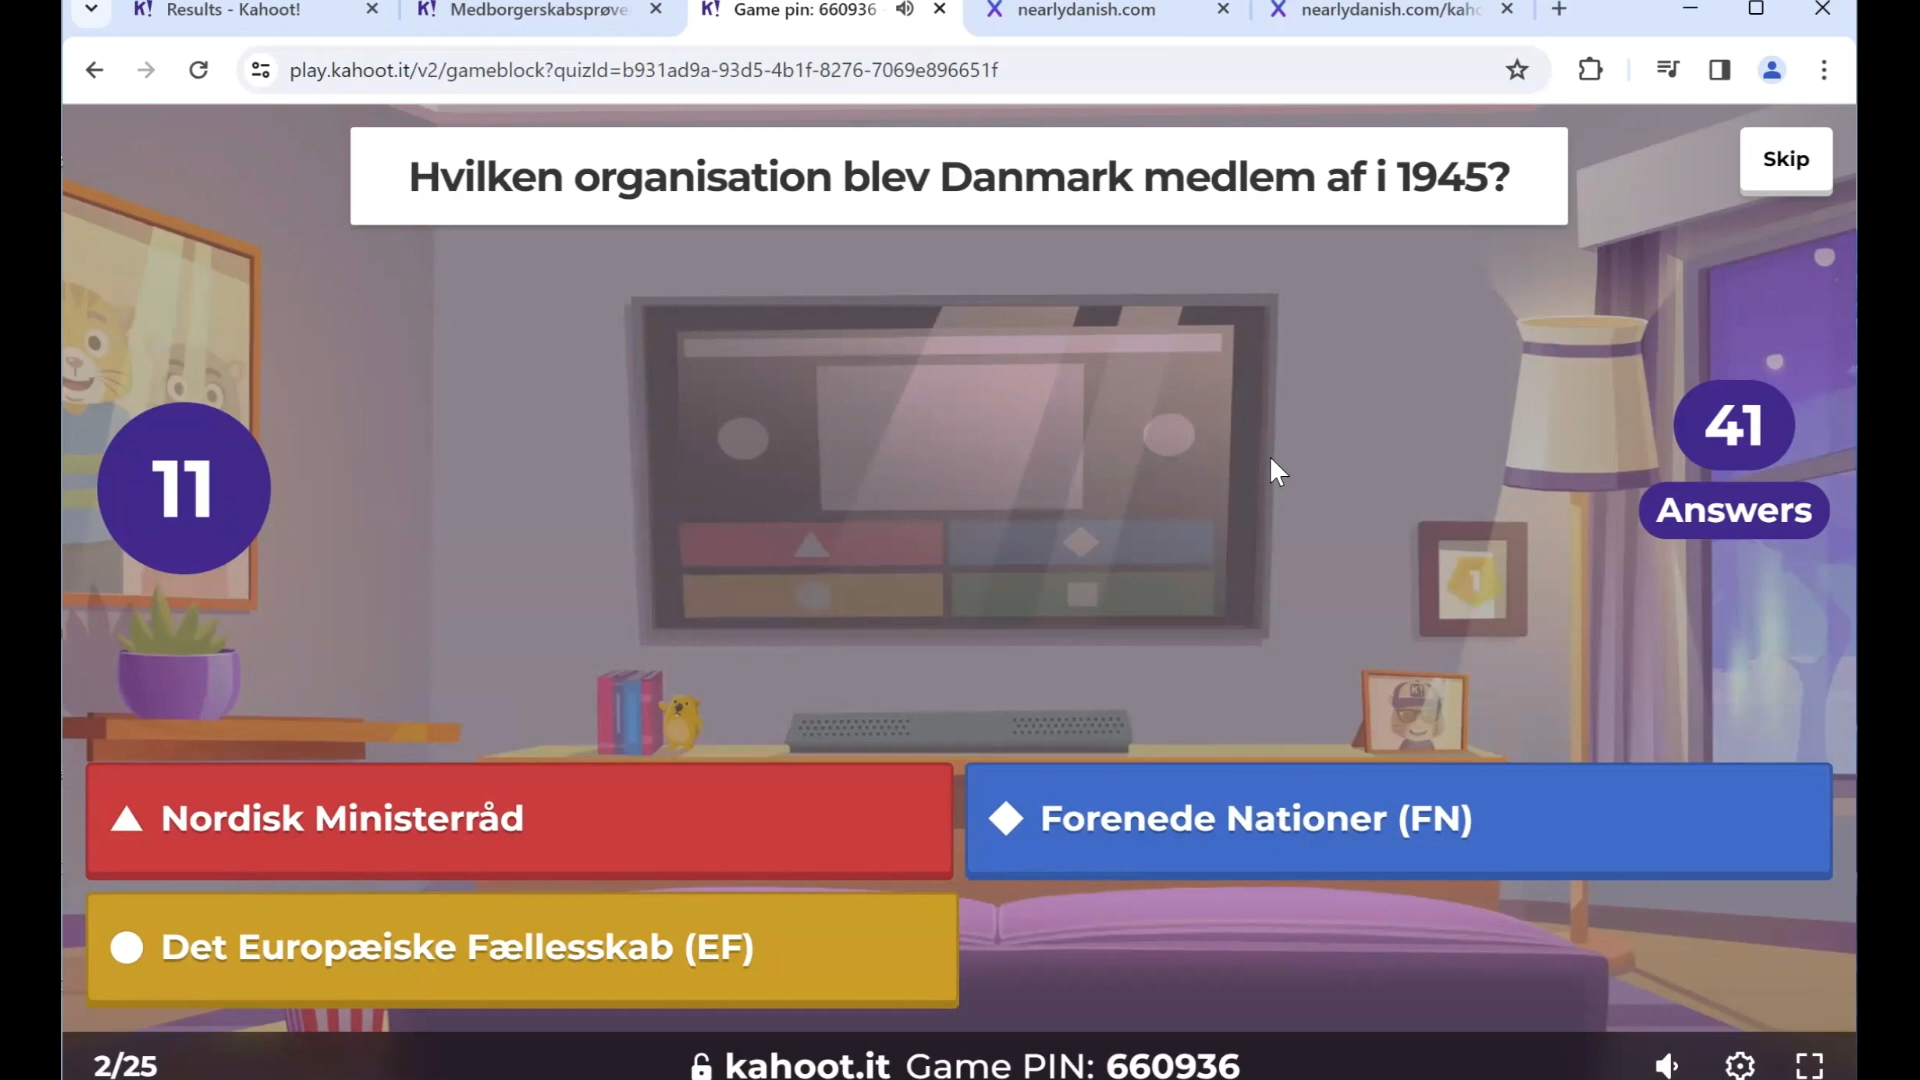 Results - Kahoot!
Medborgerskabsprøve
Game pin: 660936
nearlydanish.com
nearlydanish.com/kaho
play.kahoot.it/v2/gameblock?quizId=b931ad9a-93d5-4b1f-8276-7069e896651f
Hvilken organisation blev Danmark medlem af i 1945?
Skip
11
41
Answers
1
K!
Nordisk Ministerråd
Forenede Nationer (FN)
Det Europæiske Fællesskab (EF)
2/25
kahoot.it Game PIN: 660936